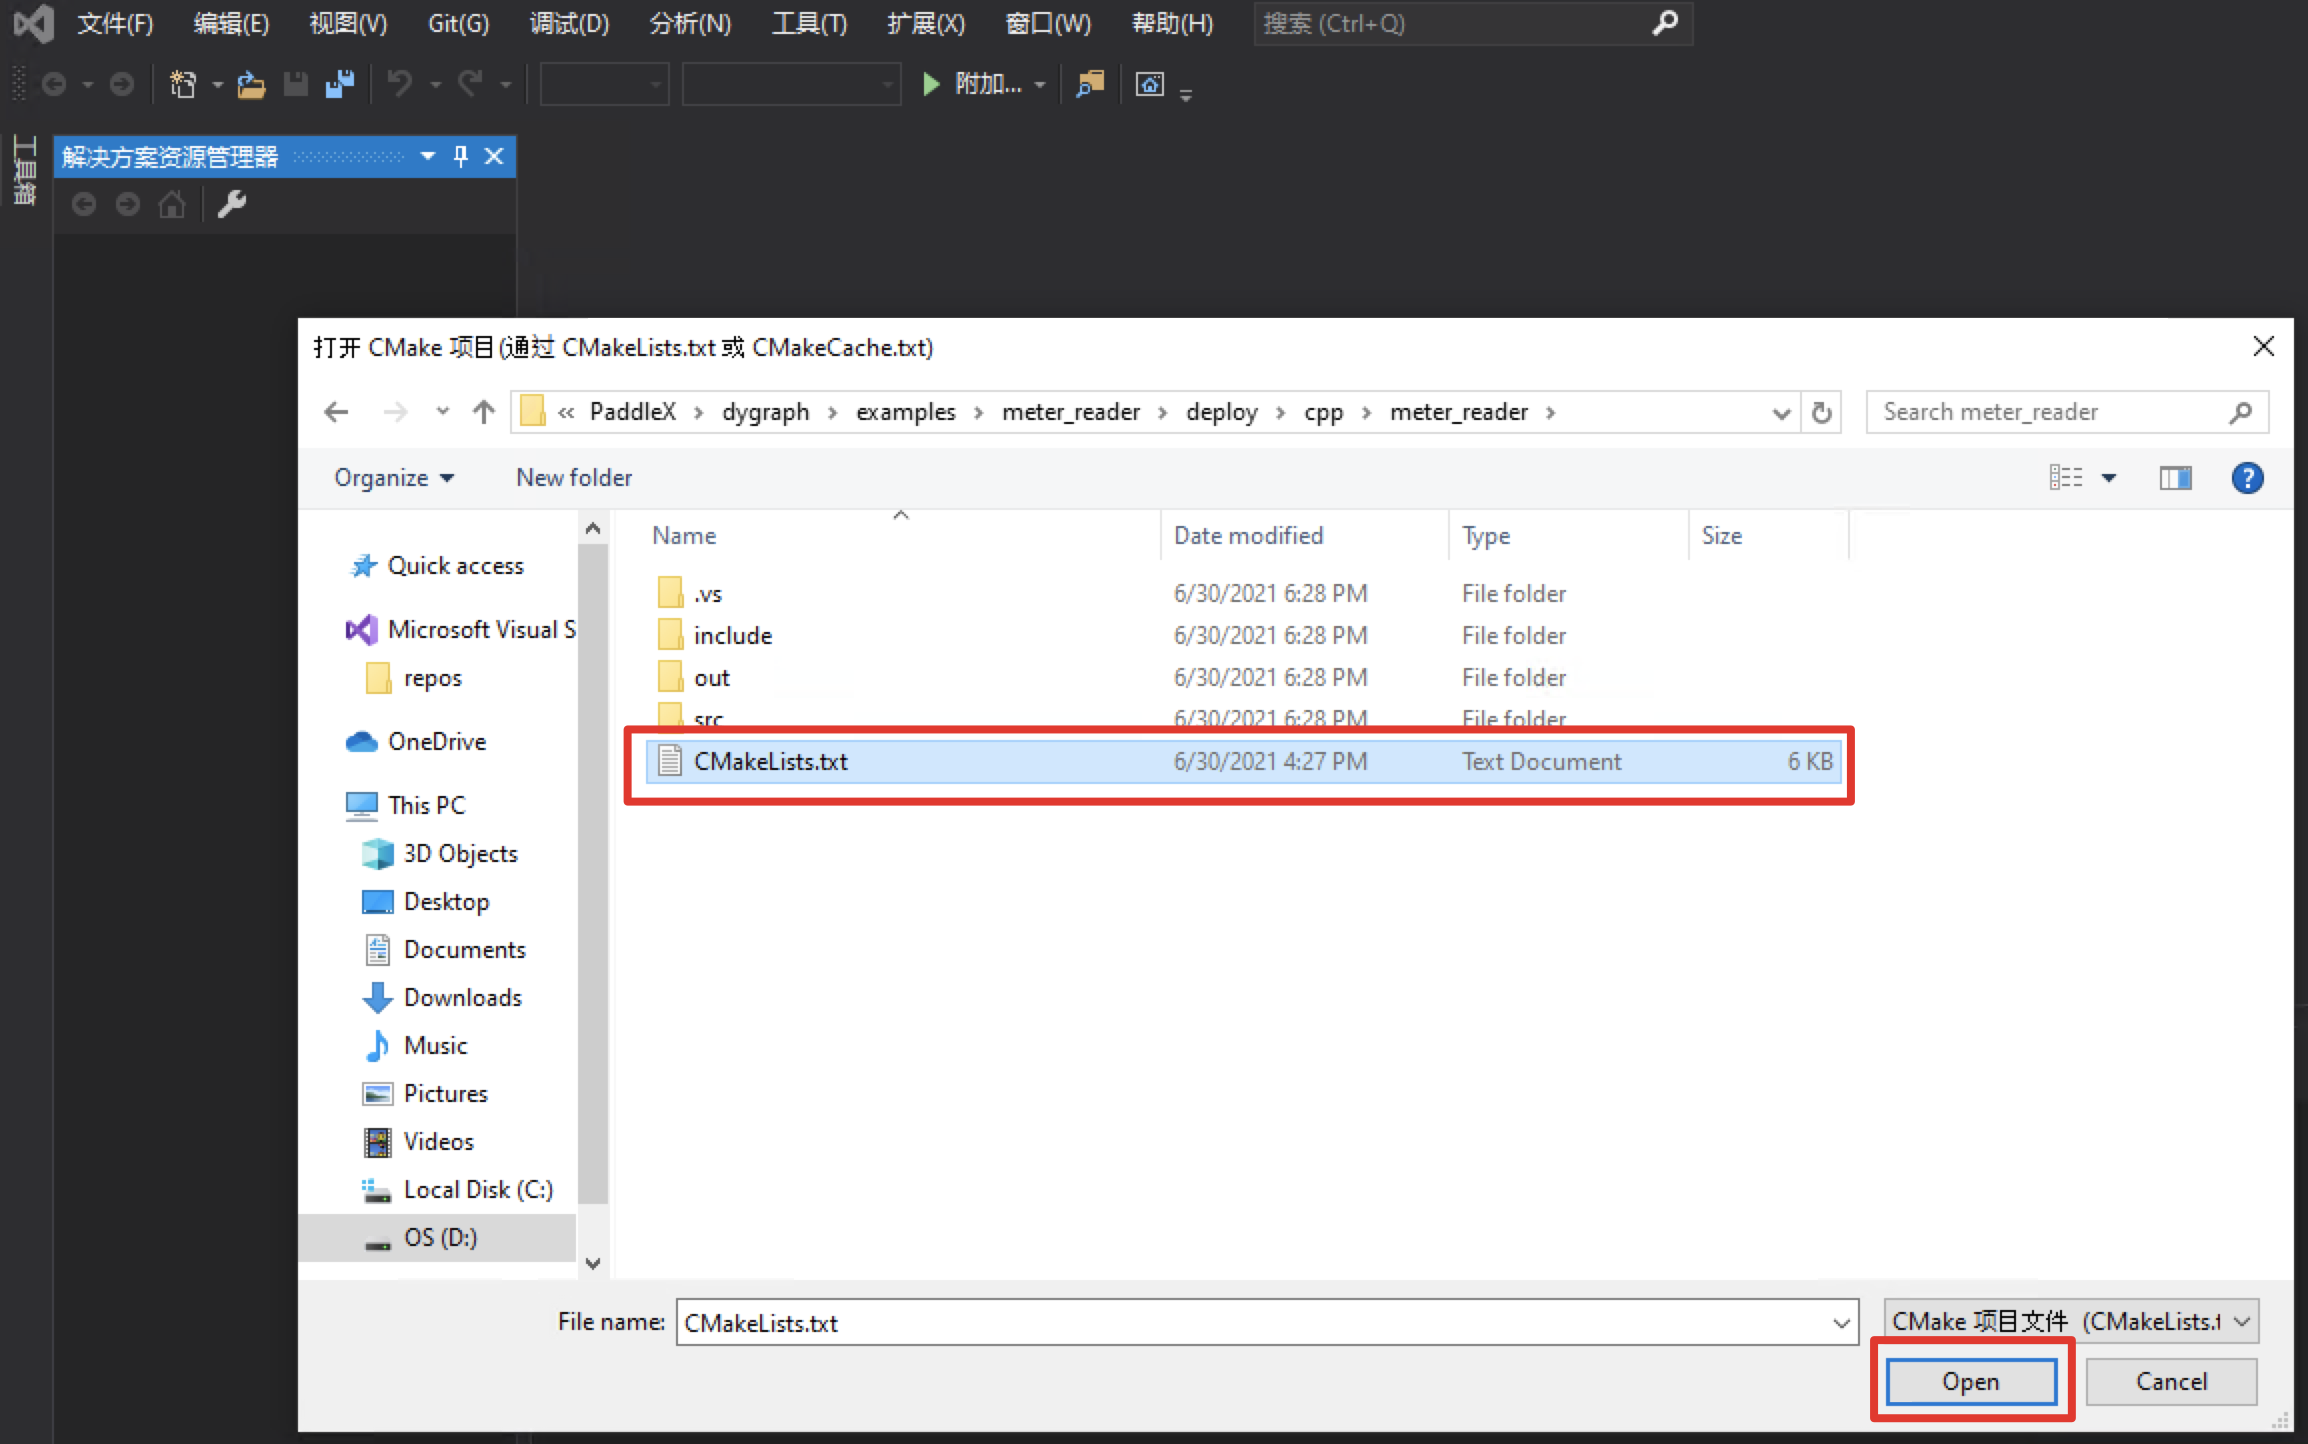 文件(F) 编辑(E) 视图(V) Git(G) 调试(D) 分析(N) 工具(T) 扩展(X) 窗口(W) 帮助(H) 搜索 (Ctrl+Q)
附加...
工具箱
解决方案资源管理器
打开 CMake 项目(通过 CMakeLists.txt 或 CMakeCache.txt)
« PaddleX > dygraph > examples > meter_reader > deploy > cpp > meter_reader > Search meter_reader
Organize New folder
Name Date modified Type Size
Quick access
Microsoft Visual S
repos
OneDrive
This PC
3D Objects
Desktop
Documents
Downloads
Music
Pictures
Videos
Local Disk (C:)
OS (D:)
.vs 6/30/2021 6:28 PM File folder
include 6/30/2021 6:28 PM File folder
out 6/30/2021 6:28 PM File folder
src 6/30/2021 6:28 PM File folder
CMakeLists.txt 6/30/2021 4:27 PM Text Document 6 KB
File name: CMakeLists.txt CMake 项目文件 (CMakeLists.t
Open Cancel